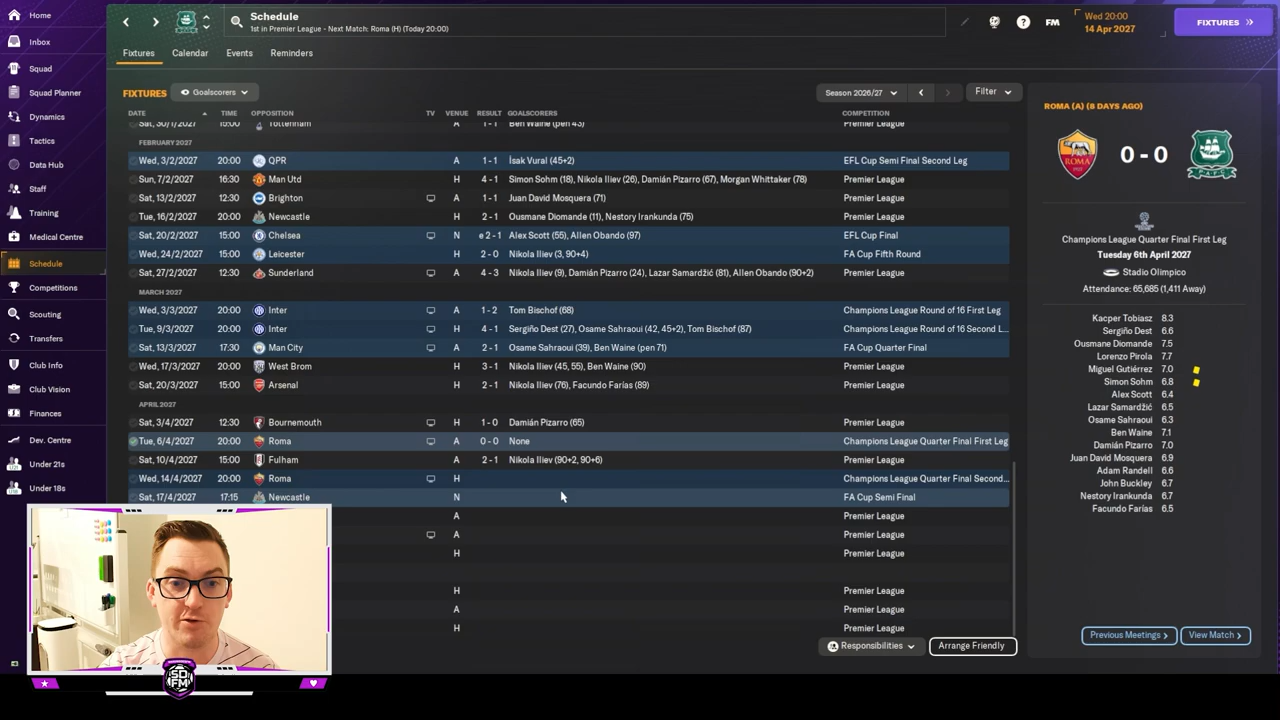 Home
Schedule
1st in Premier League - Next Match: Roma (H) (Today 20:00)
FM
Wed 20:00
14 Apr 2027
FIXTURES
Inbox
Squad
Squad Planner
Dynamics
Tactics
Data Hub
Staff
Training
Medical Centre
Schedule
Competitions
Scouting
Transfers
Club Info
Club Vision
Finances
Dev. Centre
Under 21s
Under 18s
Fixtures Calendar Events Reminders
FIXTURES Goalscorers Season 2026/27 Filter
DATE TIME OPPOSITION TV VENUE RESULT GOALSCORERS COMPETITION
Sat, 30/1/2027 15:00 Tottenham A 1-1 Ben Waine (pen 43) Premier League
FEBRUARY 2027
Wed, 3/2/2027 20:00 QPR A 1-1 Ísak Vural (45+2) EFL Cup Semi Final Second Leg
Sun, 7/2/2027 16:30 Man Utd H 4-1 Simon Sohm (18), Nikola Iliev (26), Damián Pizarro (67), Morgan Whittaker (78) Premier League
Sat, 13/2/2027 12:30 Brighton A 1-1 Juan David Mosquera (71) Premier League
Tue, 16/2/2027 20:00 Newcastle H 2-1 Ousmane Diomande (11), Nestory Irankunda (75) Premier League
Sat, 20/2/2027 15:00 Chelsea N e 2-1 Alex Scott (55), Allen Obando (97) EFL Cup Final
Wed, 24/2/2027 15:00 Leicester H 2-0 Nikola Iliev (3, 90+4) FA Cup Fifth Round
Sat, 27/2/2027 12:30 Sunderland A 4-3 Nikola Iliev (9), Damián Pizarro (24), Lazar Samardžić (81), Allen Obando (90+2) Premier League
MARCH 2027
Wed, 3/3/2027 20:00 Inter A 1-2 Tom Bischof (68) Champions League Round of 16 First Leg
Tue, 9/3/2027 20:00 Inter H 4-1 Sergiño Dest (27), Osame Sahraoui (42, 45+2), Tom Bischof (87) Champions League Round of 16 Second L...
Sat, 13/3/2027 17:30 Man City A 2-1 Osame Sahraoui (39), Ben Waine (pen 71) FA Cup Quarter Final
Wed, 17/3/2027 20:00 West Brom H 3-1 Nikola Iliev (45, 55), Ben Waine (90) Premier League
Sat, 20/3/2027 15:00 Arsenal A 2-1 Nikola Iliev (76), Facundo Farías (89) Premier League
APRIL 2027
Sat, 3/4/2027 12:30 Bournemouth H 1-0 Damián Pizarro (65) Premier League
Tue, 6/4/2027 20:00 Roma A 0-0 None Champions League Quarter Final First Leg
Sat, 10/4/2027 15:00 Fulham A 2-1 Nikola Iliev (90+2, 90+6) Premier League
Wed, 14/4/2027 20:00 Roma H Champions League Quarter Final Second...
Sat, 17/4/2027 17:15 Newcastle N FA Cup Semi Final
A Premier League
A Premier League
H Premier League
H Premier League
A Premier League
H Premier League
Responsibilities Arrange Friendly
ROMA (A) (8 DAYS AGO)
0 - 0
Champions League Quarter Final First Leg
Tuesday 6th April 2027
Stadio Olimpico
Attendance: 65,685 (1,411 Away)
Kacper Tobiasz 8.3
Sergiño Dest 6.6
Ousmane Diomande 7.5
Lorenzo Pirola 7.7
Miguel Gutiérrez 7.0
Simon Sohm 6.8
Alex Scott 6.4
Lazar Samardžić 6.5
Osame Sahraoui 6.3
Ben Waine 7.1
Damián Pizarro 7.0
Juan David Mosquera 6.9
Adam Randell 6.6
John Buckley 6.7
Nestory Irankunda 6.7
Facundo Farías 6.5
Previous Meetings View Match
SDFM